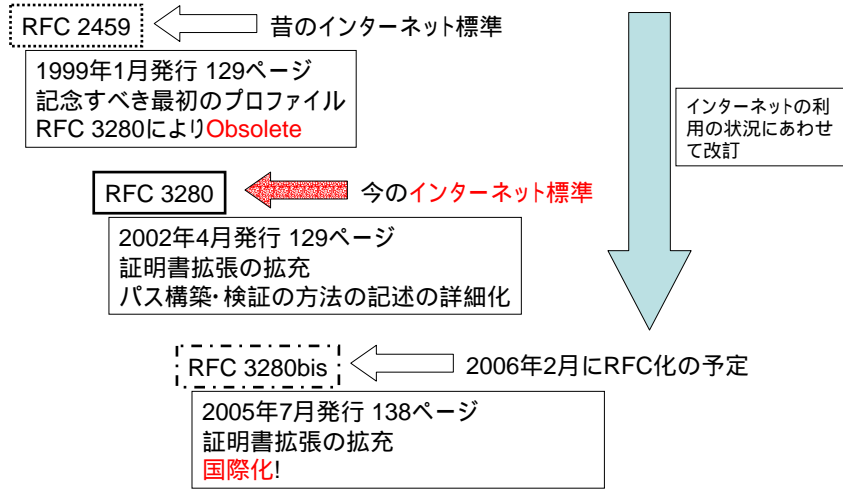 RFC 2459
昔のインターネット標準
1999年1月発行 129ページ
記念すべき最初のプロファイル
RFC 3280によりObsolete
インターネットの利
用の状況にあわせ
て改訂
RFC 3280
今のインターネット標準
2002年4月発行 129ページ
証明書拡張の拡充
パス構築・検証の方法の記述の詳細化
RFC 3280bis
2006年2月にRFC化の予定
2005年7月発行 138ページ
証明書拡張の拡充
国際化!